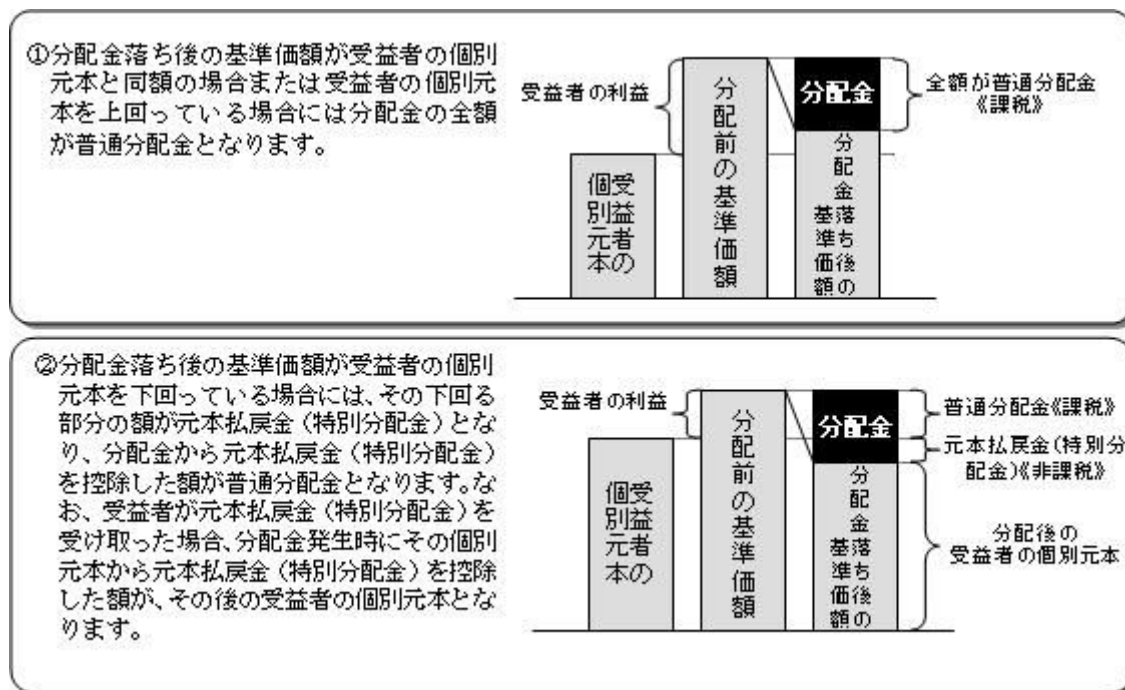 ①分配金落ち後の基準価額が受益者の個別
元本と同額の場合または受益者の個別元
本を上回っている場合には分配金の全額
が普通分配金となります。
受益者の利益
受益者の
個別元本
分配前の基準価額
分配金
分配金落ち後の
基準価額
全額が普通分配金
《課税》
②分配金落ち後の基準価額が受益者の個別
元本を下回っている場合には、その下回る
部分の額が元本払戻金（特別分配金）とな
り、分配金から元本払戻金（特別分配金）
を控除した額が普通分配金となります。な
お、受益者が元本払戻金（特別分配金）を
受け取った場合、分配金発生時にその個別
元本から元本払戻金（特別分配金）を控除
した額が、その後の受益者の個別元本とな
ります。
受益者の利益
受益者の
個別元本
分配前の基準価額
分配金
分配金落ち後の
基準価額
普通分配金《課税》
元本払戻金（特別分
配金）《非課税》
分配後の
受益者の個別元本